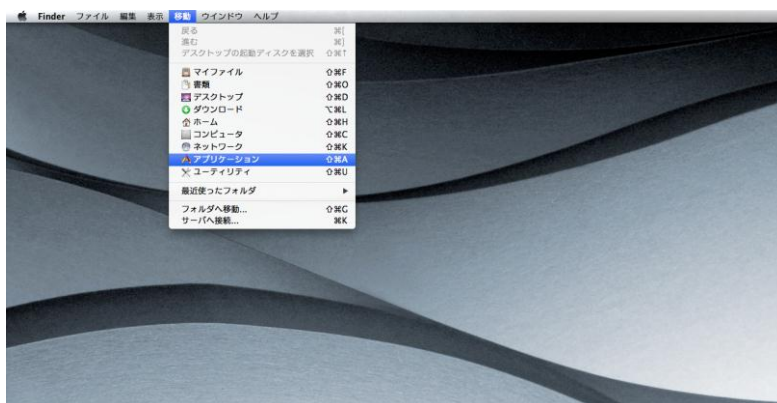 Finder ファイル 編集 表示 移動 ウインドウ ヘルプ
戻る ⌘[
進む ⌘]
デスクトップの起動ディスクを選択 ⇧⌘↑
マイファイル ⇧⌘F
書類 ⇧⌘O
デスクトップ ⇧⌘D
ダウンロード ⌥⌘L
ホーム ⇧⌘H
コンピュータ ⇧⌘C
ネットワーク ⇧⌘K
アプリケーション ⇧⌘A
ユーティリティ ⇧⌘U
最近使ったフォルダ ▶
フォルダへ移動... ⇧⌘G
サーバへ接続... ⌘K